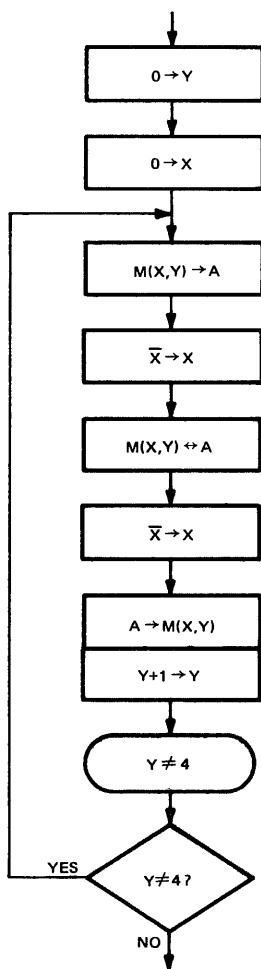 0 → Y
0 → X
M(X,Y) → A
X̅ → X
M(X,Y) ↔ A
X̅ → X
A → M(X,Y)
Y+1 → Y
Y ≠ 4
Y ≠ 4?
YES
NO